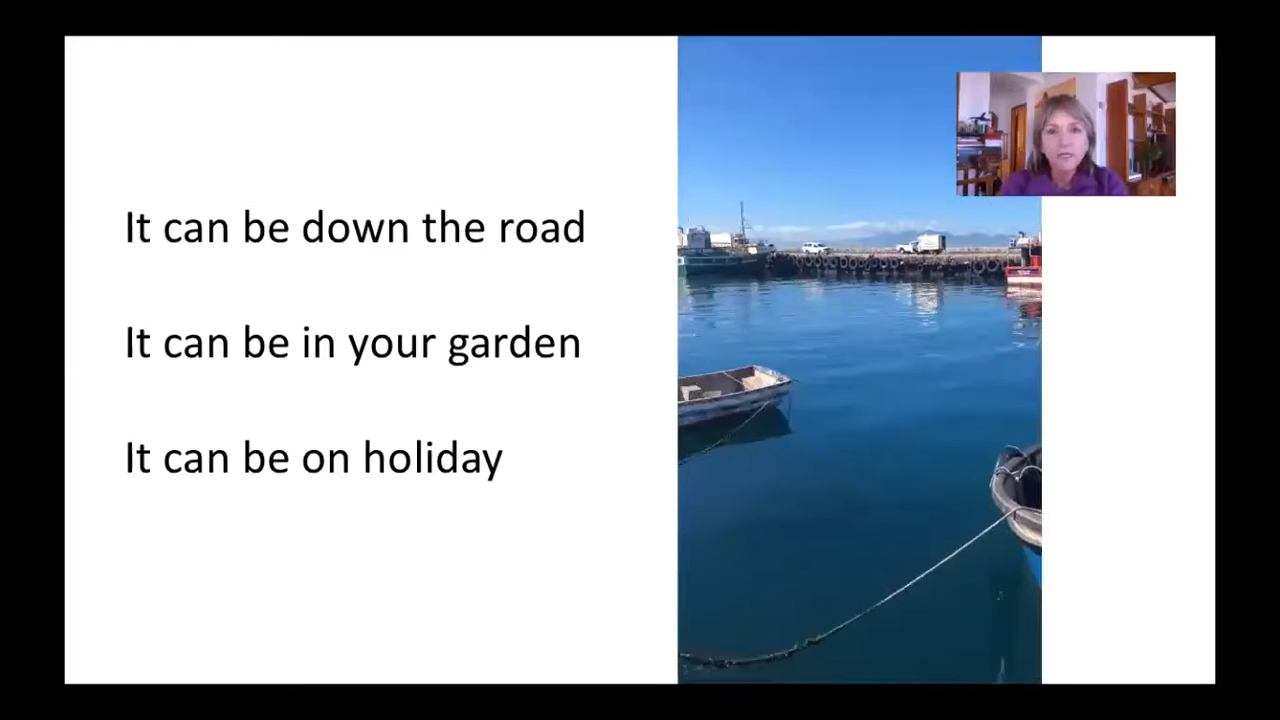 It can be down the road
It can be in your garden
It can be on holiday